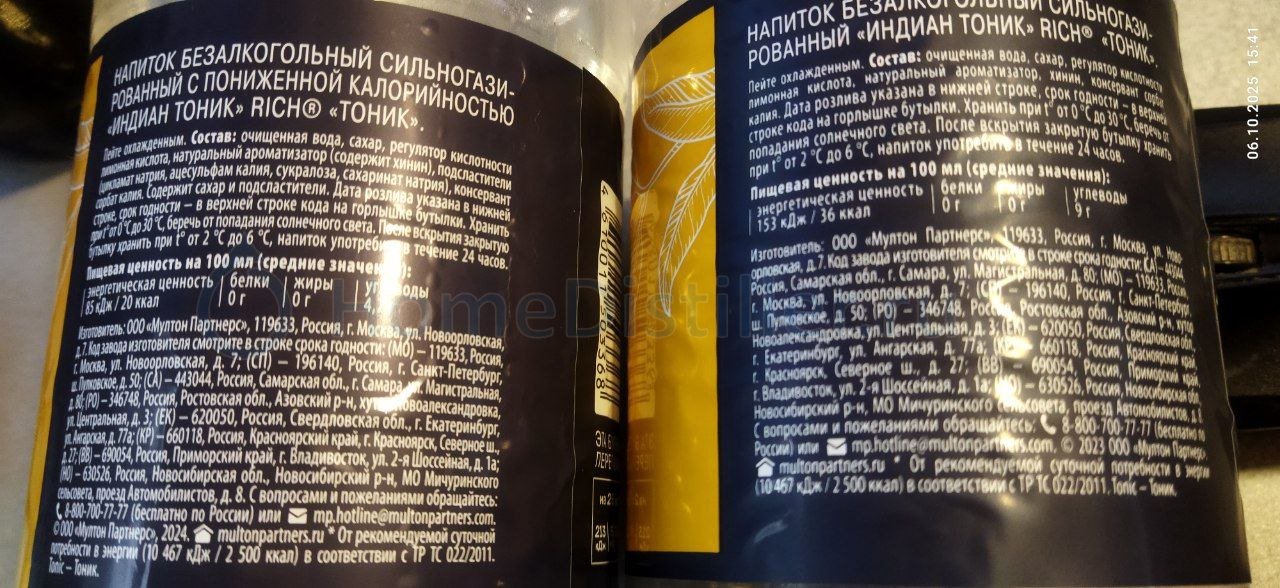 НАПИТОК БЕЗАЛКОГОЛЬНЫЙ СИЛЬНОГАЗИ-
РОВАННЫЙ С ПОНИЖЕННОЙ КАЛОРИЙНОСТЬЮ
«ИНДИАН ТОНИК» RICH® «ТОНИК».
Пейте охлажденным. Состав: очищенная вода, сахар, регулятор кислотности
лимонная кислота, натуральный ароматизатор (содержит хинин), подсластители
(цикламат натрия, ацесульфам калия, сукралоза, сахаринат натрия), консервант
сорбат калия. Содержит сахар и подсластители. Дата розлива указана в нижней
строке, срок годности – в верхней строке кода на горлышке бутылки. Хранить
при t° от 0 °С до 30 °С, беречь от попадания солнечного света. После вскрытия закрытую
бутылку хранить при t° от 2 °С до 6 °С, напиток употребить в течение 24 часов.
Пищевая ценность на 100 мл (средние значения):
энергетическая ценность | белки | жиры | углеводы
85 кДж / 20 ккал | 0 г | 0 г | 4,
Изготовитель: ООО «Мултон Партнерс», 119633, Россия, г. Москва, ул. Новоорловская,
д. 7. Код завода изготовителя смотрите в строке срока годности: (МО) – 119633, Россия,
г. Москва, ул. Новоорловская, д. 7; (СП) – 196140, Россия, г. Санкт-Петербург,
ш. Пулковское, д. 50; (СА) – 443044, Россия, Самарская обл., г. Самара, ул. Магистральная,
д. 80; (РО) – 346748, Россия, Ростовская обл., Азовский р-н, хутор Новоалександровка,
ул. Центральная, д. 3; (ЕК) – 620050, Россия, Свердловская обл., г. Екатеринбург,
ул. Ангарская, д. 77а; (КР) – 660118, Россия, Красноярский край, г. Красноярск, Северное ш.,
д. 27; (ВВ) – 690054, Россия, Приморский край, г. Владивосток, ул. 2-я Шоссейная, д. 1а;
(НО) – 630526, Россия, Новосибирская обл., Новосибирский р-н, МО Мичуринского
сельсовета, проезд Автомобилистов, д. 8. С вопросами и пожеланиями обращайтесь:
8-800-700-77-77 (бесплатно по России) или mp.hotline@multonpartners.com.
© ООО «Мултон Партнерс», 2024. multonpartners.ru * От рекомендуемой суточной
потребности в энергии (10 467 кДж / 2 500 ккал) в соответствии с ТР ТС 022/2011.
Tonic – Тоник.
213
кДж
НАПИТОК БЕЗАЛКОГОЛЬНЫЙ СИЛЬНОГАЗИ-
РОВАННЫЙ «ИНДИАН ТОНИК» RICH® «ТОНИК».
Пейте охлажденным. Состав: очищенная вода, сахар, регулятор кислотности
лимонная кислота, натуральный ароматизатор, хинин, консервант сорбат
калия. Дата розлива указана в нижней строке, срок годности – в верхней
строке кода на горлышке бутылки. Хранить при t° от 0 °С до 30 °С, беречь от
попадания солнечного света. После вскрытия закрытую бутылку хранить
при t° от 2 °С до 6 °С, напиток употребить в течение 24 часов.
Пищевая ценность на 100 мл (средние значения):
энергетическая ценность | белки | жиры | углеводы
153 кДж / 36 ккал | 0 г | 0 г | 9 г
Изготовитель: ООО «Мултон Партнерс», 119633, Россия, г. Москва, ул. Ново-
орловская, д. 7. Код завода изготовителя смотрите в строке срока годности: (СА) – 443044,
Россия, Самарская обл., г. Самара, ул. Магистральная, д. 80; (МО) – 119633, Россия,
г. Москва, ул. Новоорловская, д. 7; (СП) – 196140, Россия, г. Санкт-Петербург,
ш. Пулковское, д. 50; (РО) – 346748, Россия, Ростовская обл., Азовский р-н, хутор
Новоалександровка, ул. Центральная, д. 3; (ЕК) – 620050, Россия, Свердловская обл.,
г. Екатеринбург, ул. Ангарская, д. 77а; (КР) – 660118, Россия, Красноярский край,
г. Красноярск, Северное ш., д. 27; (ВВ) – 690054, Россия, Приморский край,
г. Владивосток, ул. 2-я Шоссейная, д. 1а; (НО) – 630526, Россия, Новосибирская обл.,
Новосибирский р-н, МО Мичуринского сельсовета, проезд Автомобилистов, д. 8
С вопросами и пожеланиями обращайтесь: 8-800-700-77-77 (бесплатно по
России) или mp.hotline@multonpartners.com. © 2023 ООО «Мултон Партнерс»
multonpartners.ru * От рекомендуемой суточной потребности в энергии
(10 467 кДж / 2 500 ккал) в соответствии с ТР ТС 022/2011. Tonic – Тоник.
06.10.2025 15:41
HomeDistiller